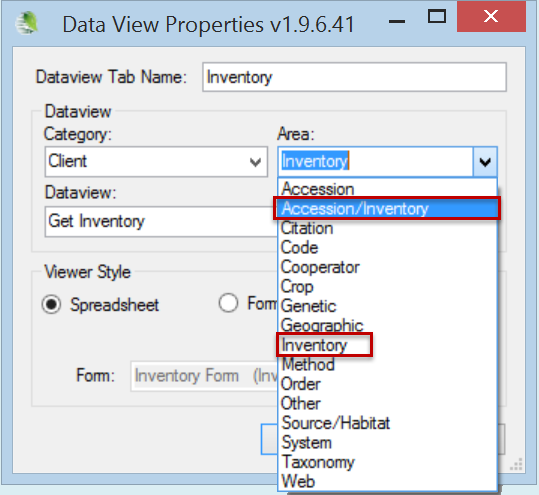 Data View Properties v1.9.6.41
Dataview Tab Name: Inventory
Dataview
Category: Area:
Client Inventory
Dataview:
Get Inventory
Accession
Accession/Inventory
Citation
Code
Cooperator
Crop
Genetic
Geographic
Inventory
Method
Order
Other
Source/Habitat
System
Taxonomy
Web
Viewer Style
Spreadsheet Form
Form: Inventory Form (Inv